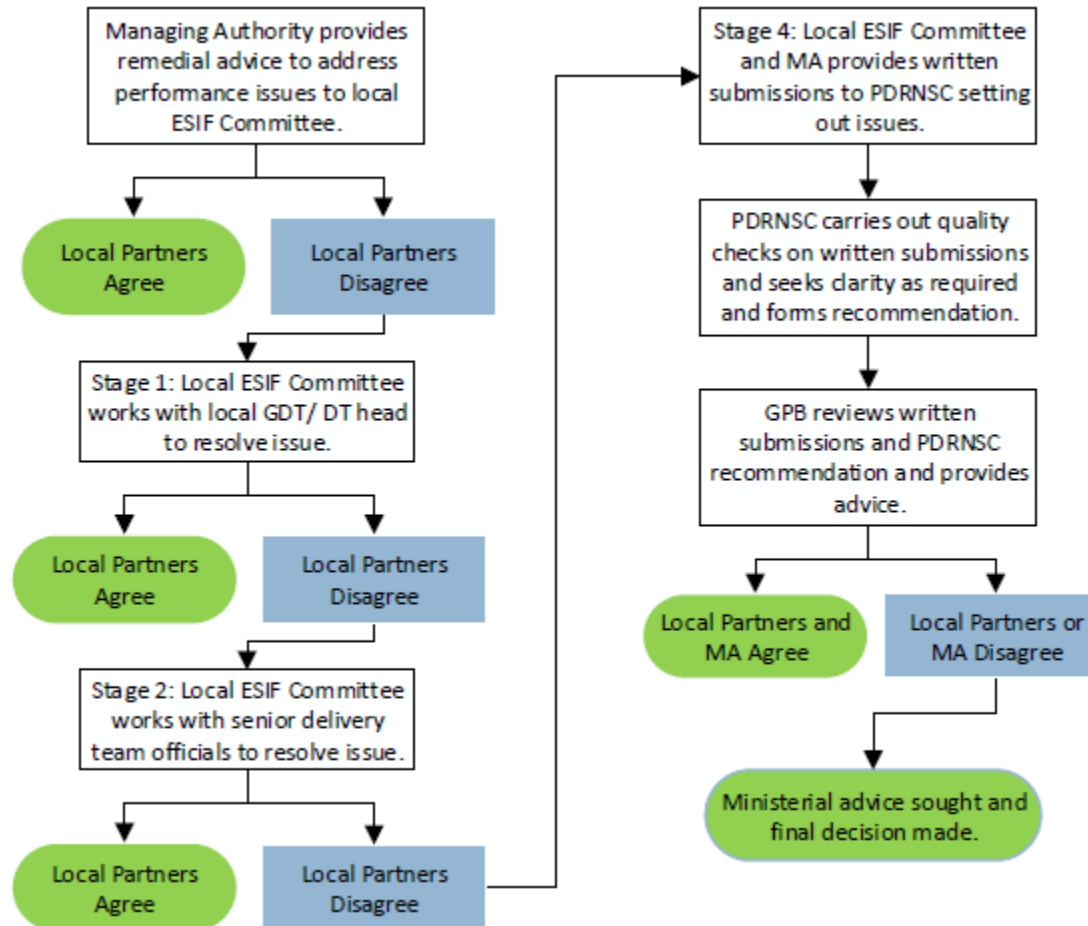 Managing Authority provides
remedial advice to address
performance issues to local
ESIF Committee.
Local Partners
Agree
Local Partners
Disagree
Stage 1: Local ESIF Committee
works with local GDT/ DT head
to resolve issue.
Local Partners
Agree
Local Partners
Disagree
Stage 2: Local ESIF Committee
works with senior delivery
team officials to resolve issue.
Local Partners
Agree
Local Partners
Disagree
Stage 4: Local ESIF Committee
and MA provides written
submissions to PDRNSC setting
out issues.
PDRNSC carries out quality
checks on written submissions
and seeks clarity as required
and forms recommendation.
GPB reviews written
submissions and PDRNSC
recommendation and provides
advice.
Local Partners and
MA Agree
Local Partners or
MA Disagree
Ministerial advice sought and
final decision made.